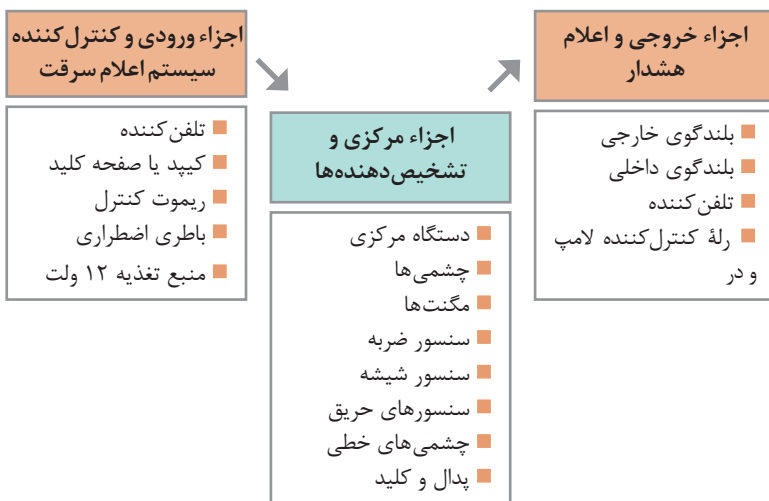 اجزاء ورودی و کنترل‌کننده
سیستم اعلام سرقت
تلفن‌کننده
کیپد یا صفحه کلید
ریموت کنترل
باطری اضطراری
منبع تغذیه ۱۲ ولت
اجزاء مرکزی و
تشخیص‌دهنده‌ها
دستگاه مرکزی
چشمی‌ها
مگنت‌ها
سنسور ضربه
سنسور شیشه
سنسورهای حریق
چشمی‌های خطی
پدال و کلید
اجزاء خروجی و اعلام
هشدار
بلندگوی خارجی
بلندگوی داخلی
تلفن‌کننده
رلهٔ کنترل‌کننده لامپ
و در